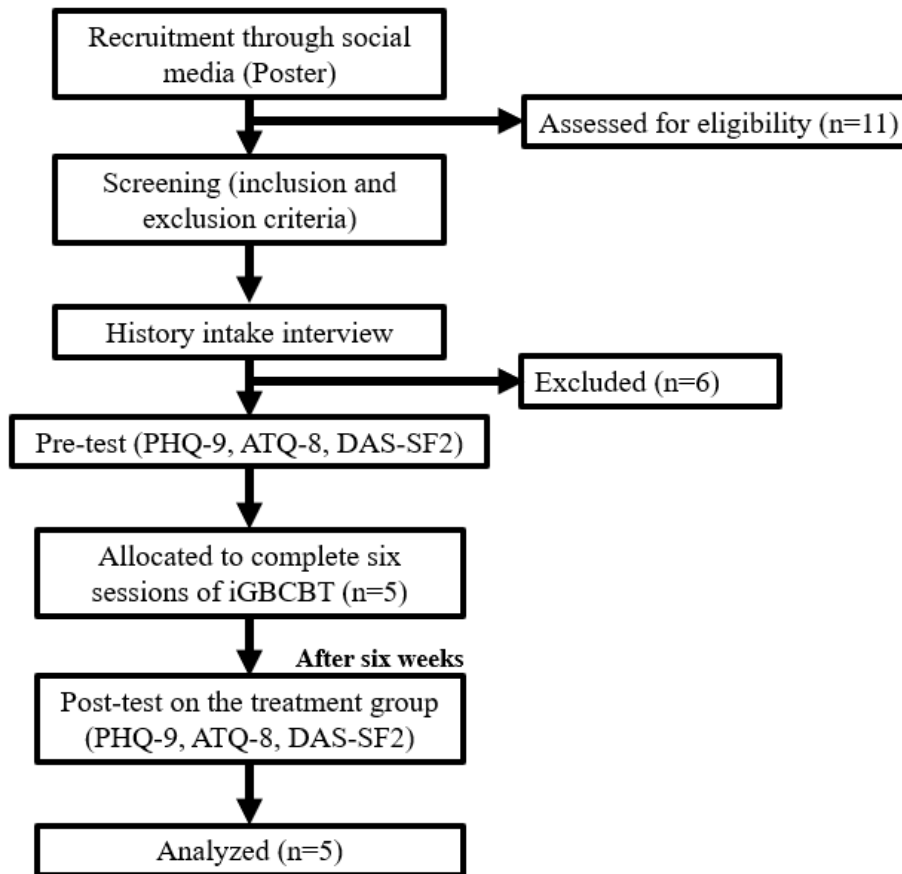 Recruitment through social
media (Poster)
Assessed for eligibility (n=11)
Screening (inclusion and
exclusion criteria)
History intake interview
Excluded (n=6)
Pre-test (PHQ-9, ATQ-8, DAS-SF2)
Allocated to complete six
sessions of iGBCBT (n=5)
After six weeks
Post-test on the treatment group
(PHQ-9, ATQ-8, DAS-SF2)
Analyzed (n=5)